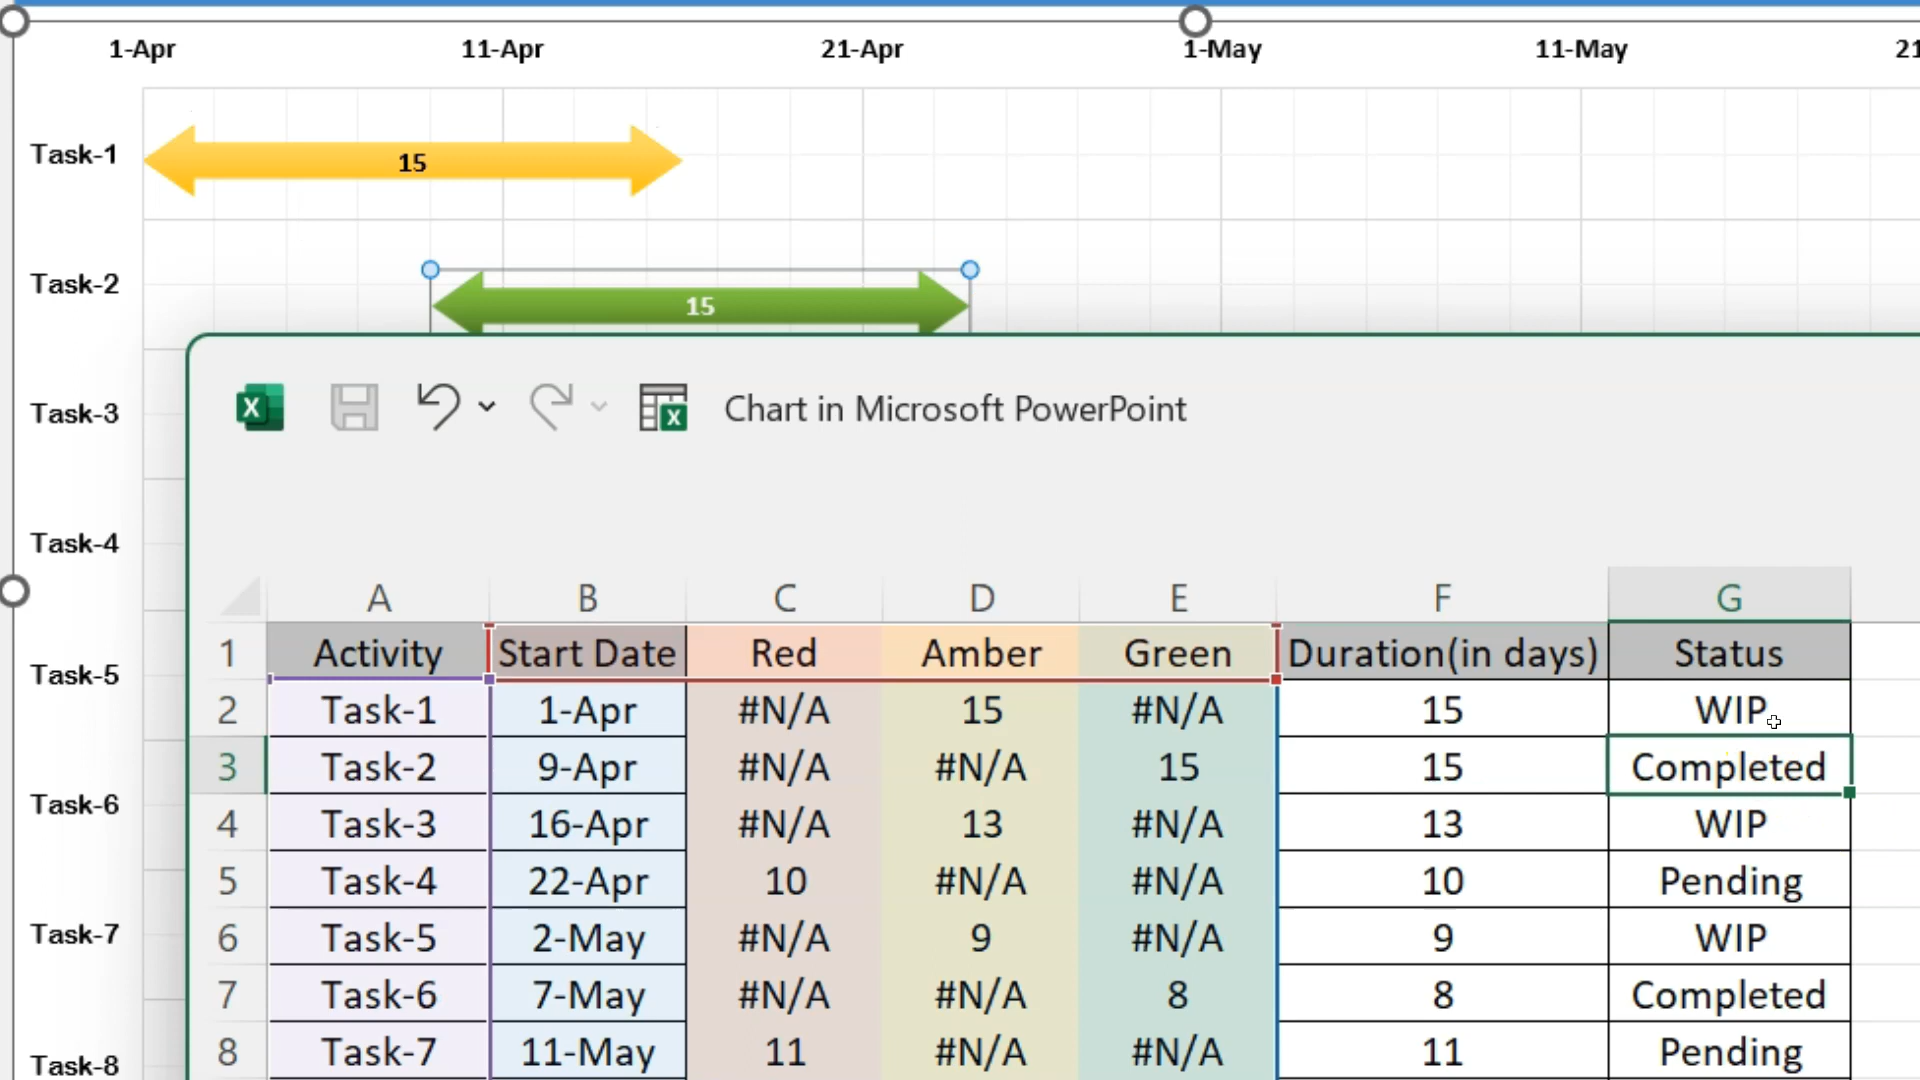 1-Apr 11-Apr 21-Apr 1-May 11-May 21
Task-1
15
Task-2
15
Task-3
Task-4
Task-5
Task-6
Task-7
Task-8
Chart in Microsoft PowerPoint
A B C D E F G
1 Activity Start Date Red Amber Green Duration(in days) Status
2 Task-1 1-Apr #N/A 15 #N/A 15 WIP
3 Task-2 9-Apr #N/A #N/A 15 15 Completed
4 Task-3 16-Apr #N/A 13 #N/A 13 WIP
5 Task-4 22-Apr 10 #N/A #N/A 10 Pending
6 Task-5 2-May #N/A 9 #N/A 9 WIP
7 Task-6 7-May #N/A #N/A 8 8 Completed
8 Task-7 11-May 11 #N/A #N/A 11 Pending